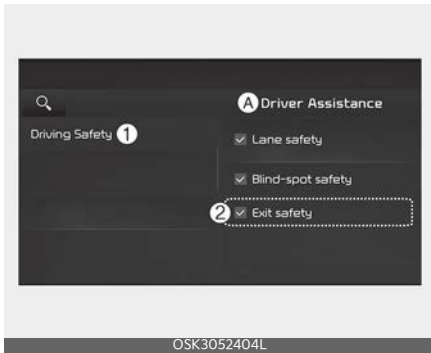 A Driver Assistance
Driving Safety 1
Lane safety
Blind-spot safety
2 Exit safety
OSK3052404L